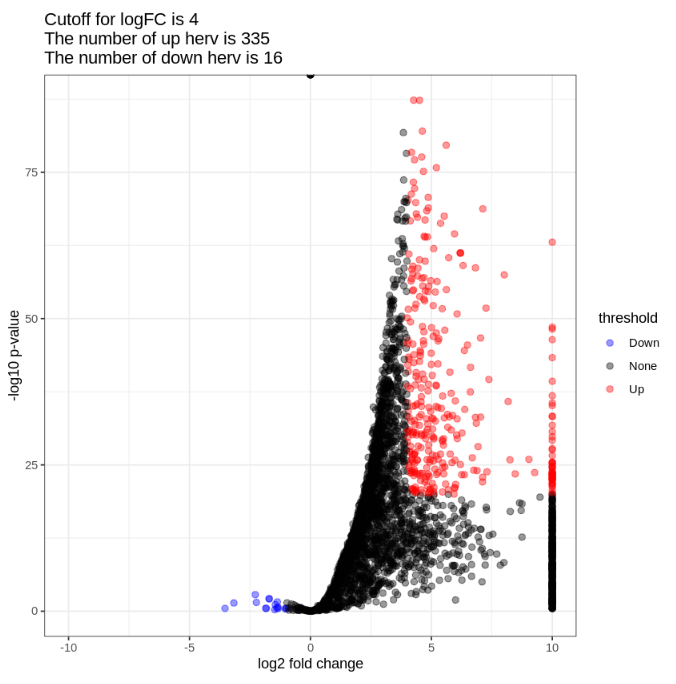 Cutoff for logFC is 4
The number of up herv is 335
The number of down herv is 16
75
50
25
0
-10
-5
0
5
10
-log10 p-value
log2 fold change
threshold
Down
None
Up